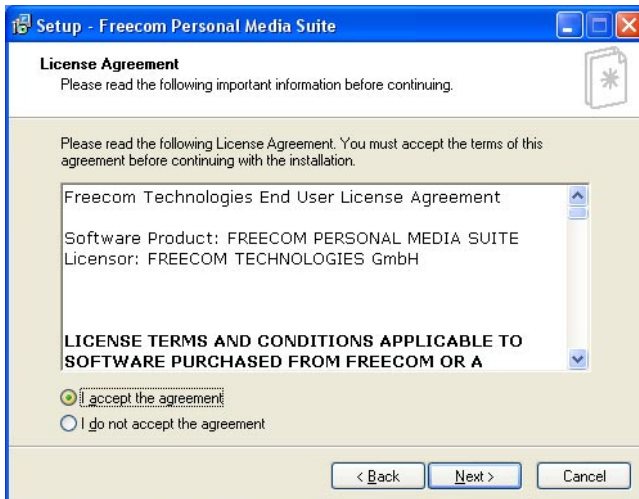 Setup - Freecom Personal Media Suite
License Agreement
Please read the following important information before continuing.
Please read the following License Agreement. You must accept the terms of this
agreement before continuing with the installation.
Freecom Technologies End User License Agreement
Software Product: FREECOM PERSONAL MEDIA SUITE
Licensor: FREECOM TECHNOLOGIES GmbH
LICENSE TERMS AND CONDITIONS APPLICABLE TO
SOFTWARE PURCHASED FROM FREECOM OR A
I accept the agreement
I do not accept the agreement
< Back
Next >
Cancel